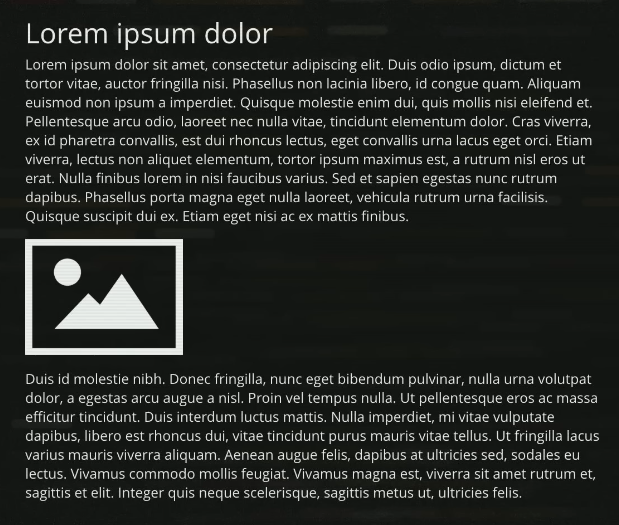 Lorem ipsum dolor
Lorem ipsum dolor sit amet, consectetur adipiscing elit. Duis odio ipsum, dictum et
tortor vitae, auctor fringilla nisi. Phasellus non lacinia libero, id congue quam. Aliquam
euismod non ipsum a imperdiet. Quisque molestie enim dui, quis mollis nisi eleifend et.
Pellentesque arcu odio, laoreet nec nulla vitae, tincidunt elementum dolor. Cras viverra,
ex id pharetra convallis, est dui rhoncus lectus, eget convallis urna lacus eget orci. Etiam
viverra, lectus non aliquet elementum, tortor ipsum maximus est, a rutrum nisl eros ut
erat. Nulla finibus lorem in nisi faucibus varius. Sed et sapien egestas nunc rutrum
dapibus. Phasellus porta magna eget nulla laoreet, vehicula rutrum urna facilisis.
Quisque suscipit dui ex. Etiam eget nisi ac ex mattis finibus.
Duis id molestie nibh. Donec fringilla, nunc eget bibendum pulvinar, nulla urna volutpat
dolor, a egestas arcu augue a nisl. Proin vel tempus nulla. Ut pellentesque eros ac massa
efficitur tincidunt. Duis interdum luctus mattis. Nulla imperdiet, mi vitae vulputate
dapibus, libero est rhoncus dui, vitae tincidunt purus mauris vitae tellus. Ut fringilla lacus
varius mauris viverra aliquam. Aenean augue felis, dapibus at ultricies sed, sodales eu
lectus. Vivamus commodo mollis feugiat. Vivamus magna est, viverra sit amet rutrum et,
sagittis et elit. Integer quis neque scelerisque, sagittis metus ut, ultricies felis.